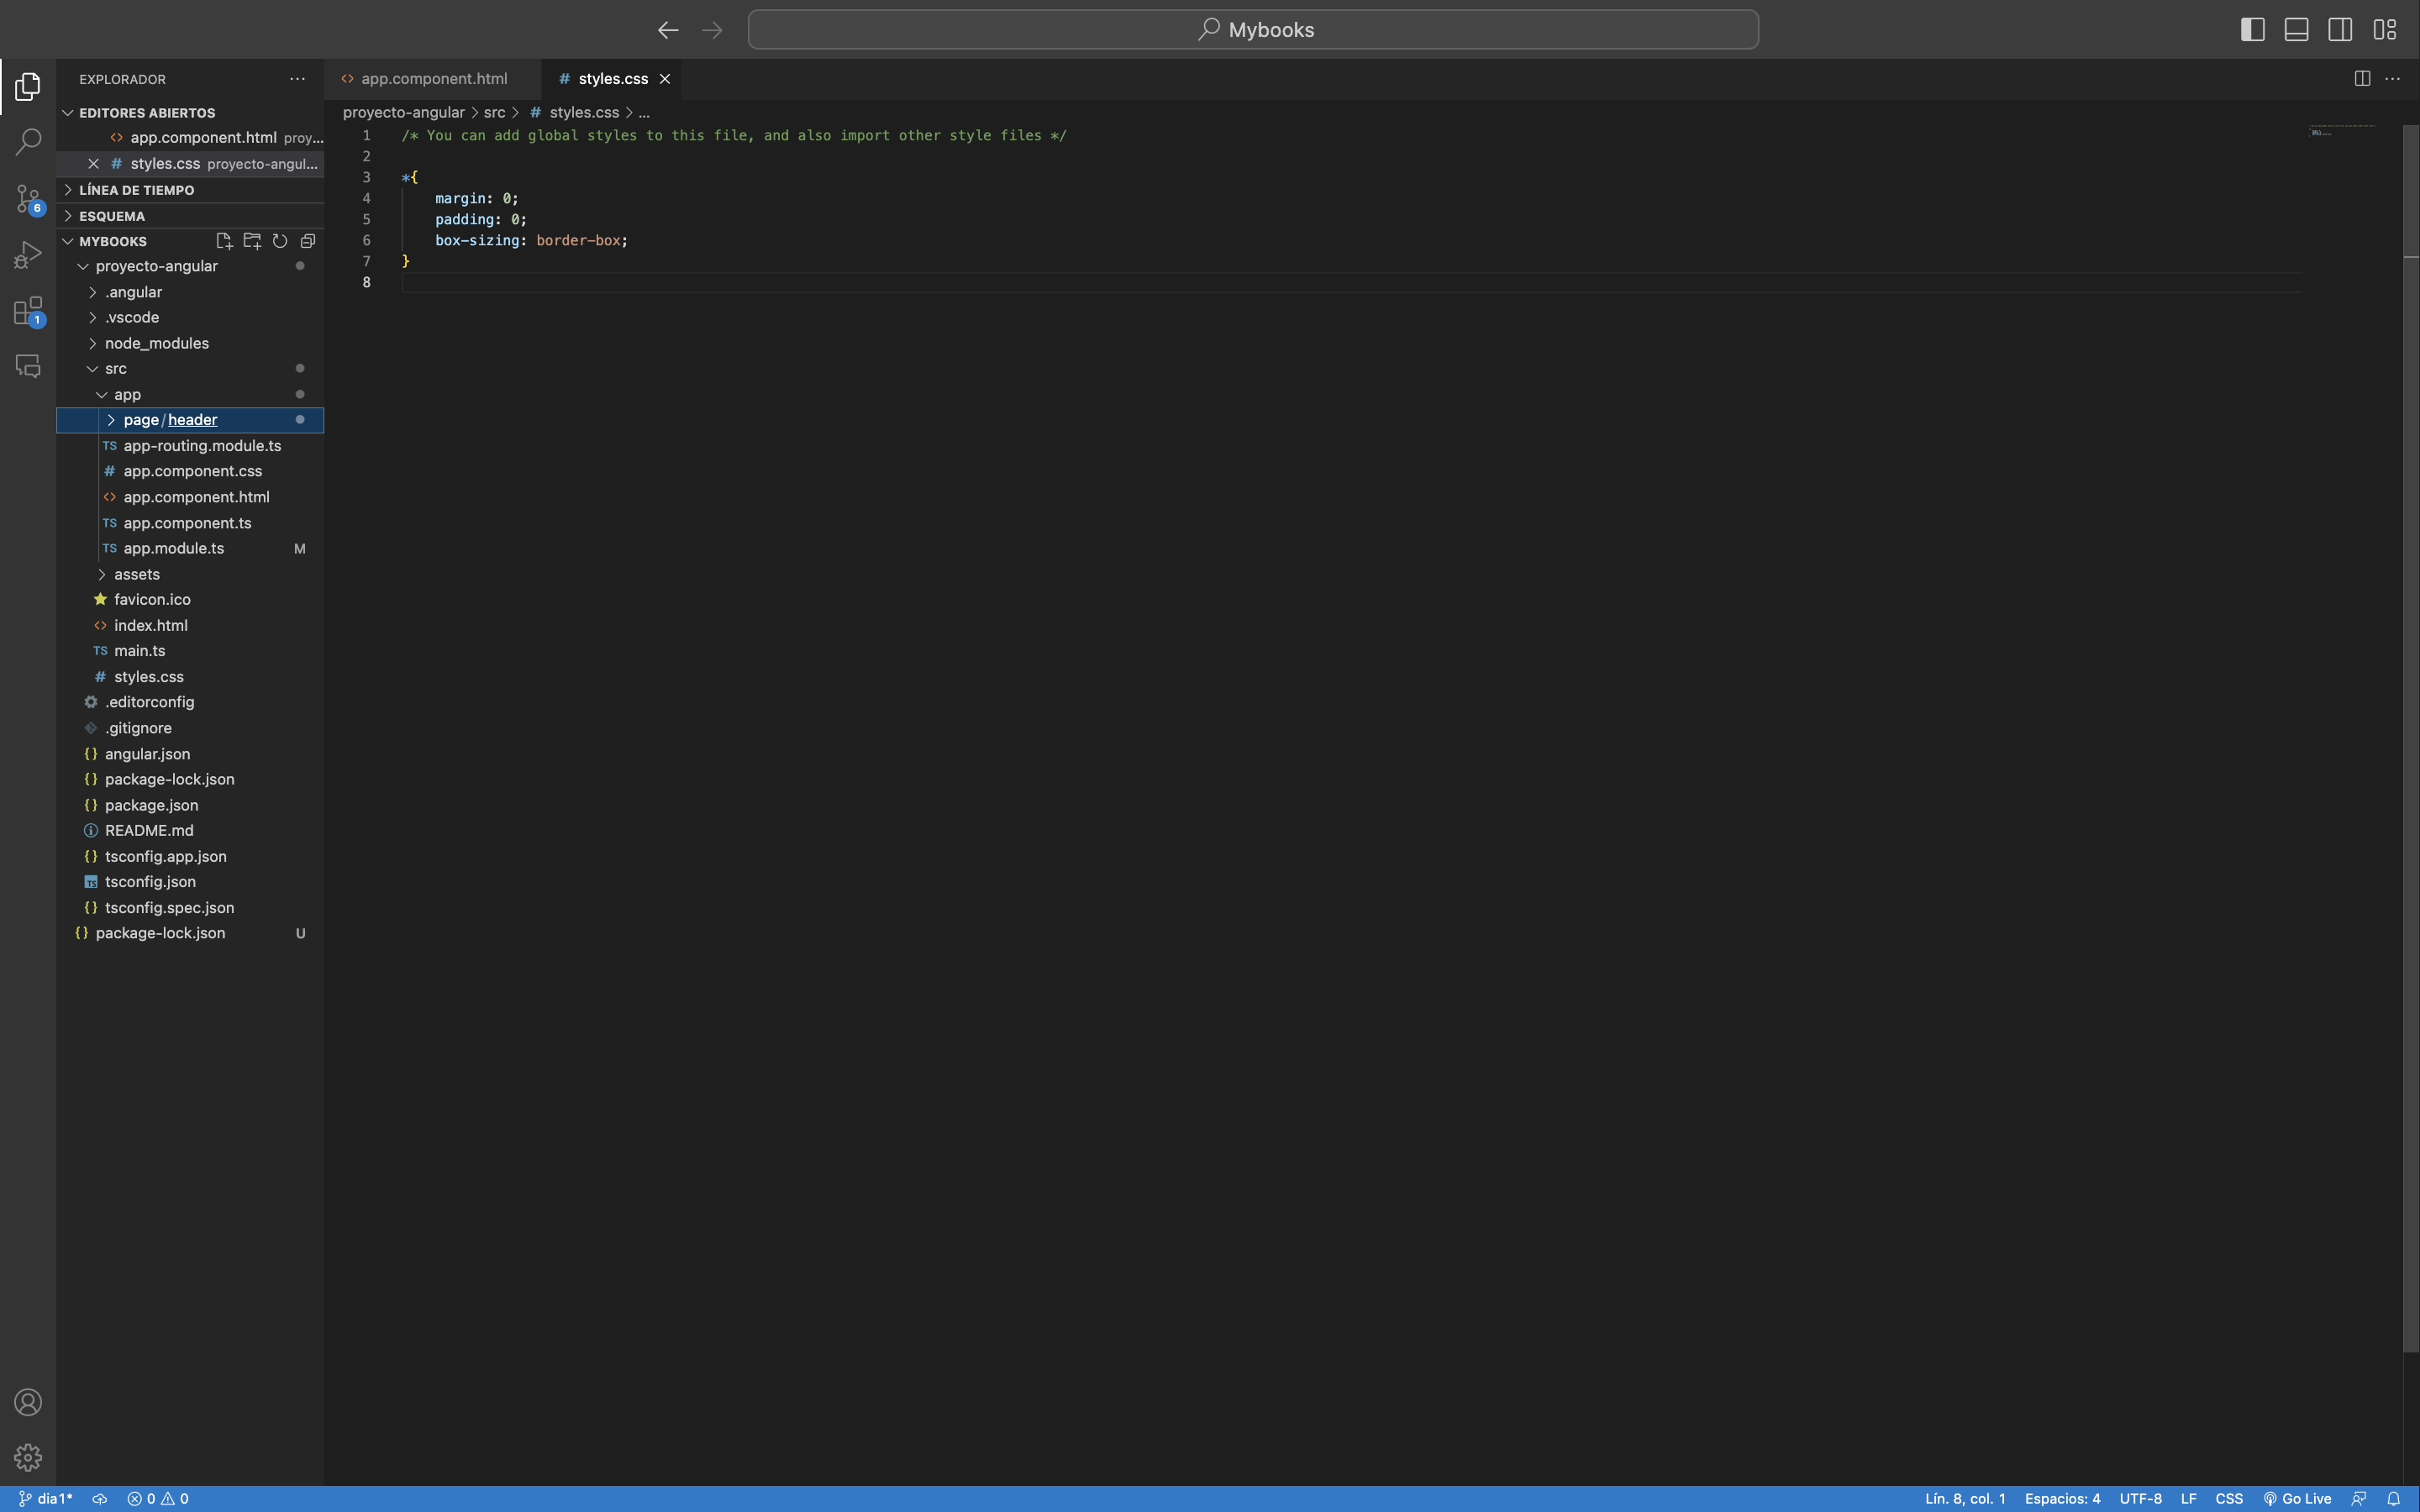 Mybooks
EXPLORADOR
EDITORES ABIERTOS
app.component.html proy...
styles.css proyecto-angul...
LÍNEA DE TIEMPO
ESQUEMA
MYBOOKS
proyecto-angular
.angular
.vscode
node_modules
src
app
page/header
TS app-routing.module.ts
# app.component.css
<> app.component.html
TS app.component.ts
TS app.module.ts M
assets
favicon.ico
<> index.html
TS main.ts
# styles.css
.editorconfig
.gitignore
{} angular.json
{} package-lock.json
{} package.json
README.md
{} tsconfig.app.json
TS tsconfig.json
{} tsconfig.spec.json
{} package-lock.json U
6
1
<> app.component.html
# styles.css
proyecto-angular > src > # styles.css > ...
1 /* You can add global styles to this file, and also import other style files */
2
3 *{
4 margin: 0;
5 padding: 0;
6 box-sizing: border-box;
7 }
8
dia1* 0 0
Lín. 8, col. 1 Espacios: 4 UTF-8 LF CSS Go Live